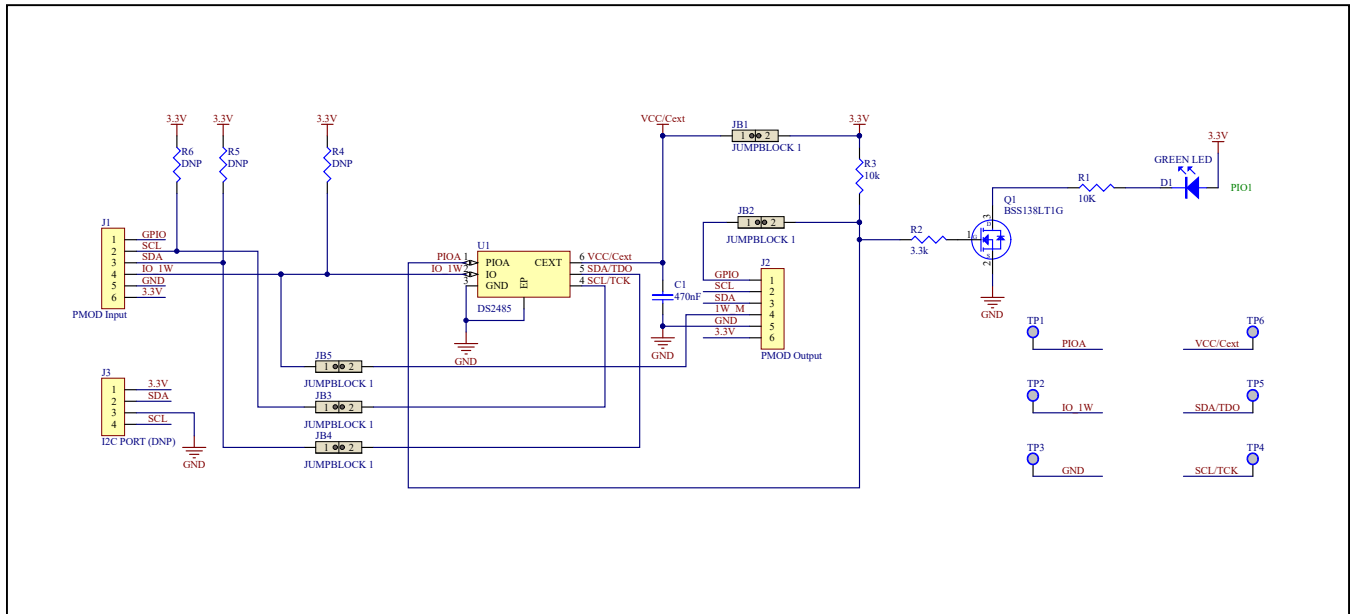 3.3V
3.3V
3.3V
VCC/Cext
3.3V
3.3V
R6
DNP
R5
DNP
R4
DNP
JB1
1 2
JUMPBLOCK 1
R3
10k
GREEN LED
D1
PIO1
R1
10K
Q1
BSS138LT1G
3
D
1
G
S
2
GND
R2
3.3k
JB2
1 2
JUMPBLOCK 1
J1
1 GPIO
2 SCL
3 SDA
4 IO_1W
5 GND
6 3.3V
PMOD Input
U1
PIOA 1 PIOA
IO_1W 2 IO
3 GND
EP
CEXT 6 VCC/Cext
5 SDA/TDO
4 SCL/TCK
DS2485
GND
C1
470nF
GND
J2
GPIO 1
SCL 2
SDA 3
1W_M 4
GND 5
3.3V 6
PMOD Output
JB5
1 2
JUMPBLOCK 1
JB3
1 2
JUMPBLOCK 1
JB4
1 2
JUMPBLOCK 1
J3
1 3.3V
2 SDA
3
4 SCL
I2C PORT (DNP)
GND
TP1
PIOA
TP6
VCC/Cext
TP2
IO_1W
TP5
SDA/TDO
TP3
GND
TP4
SCL/TCK